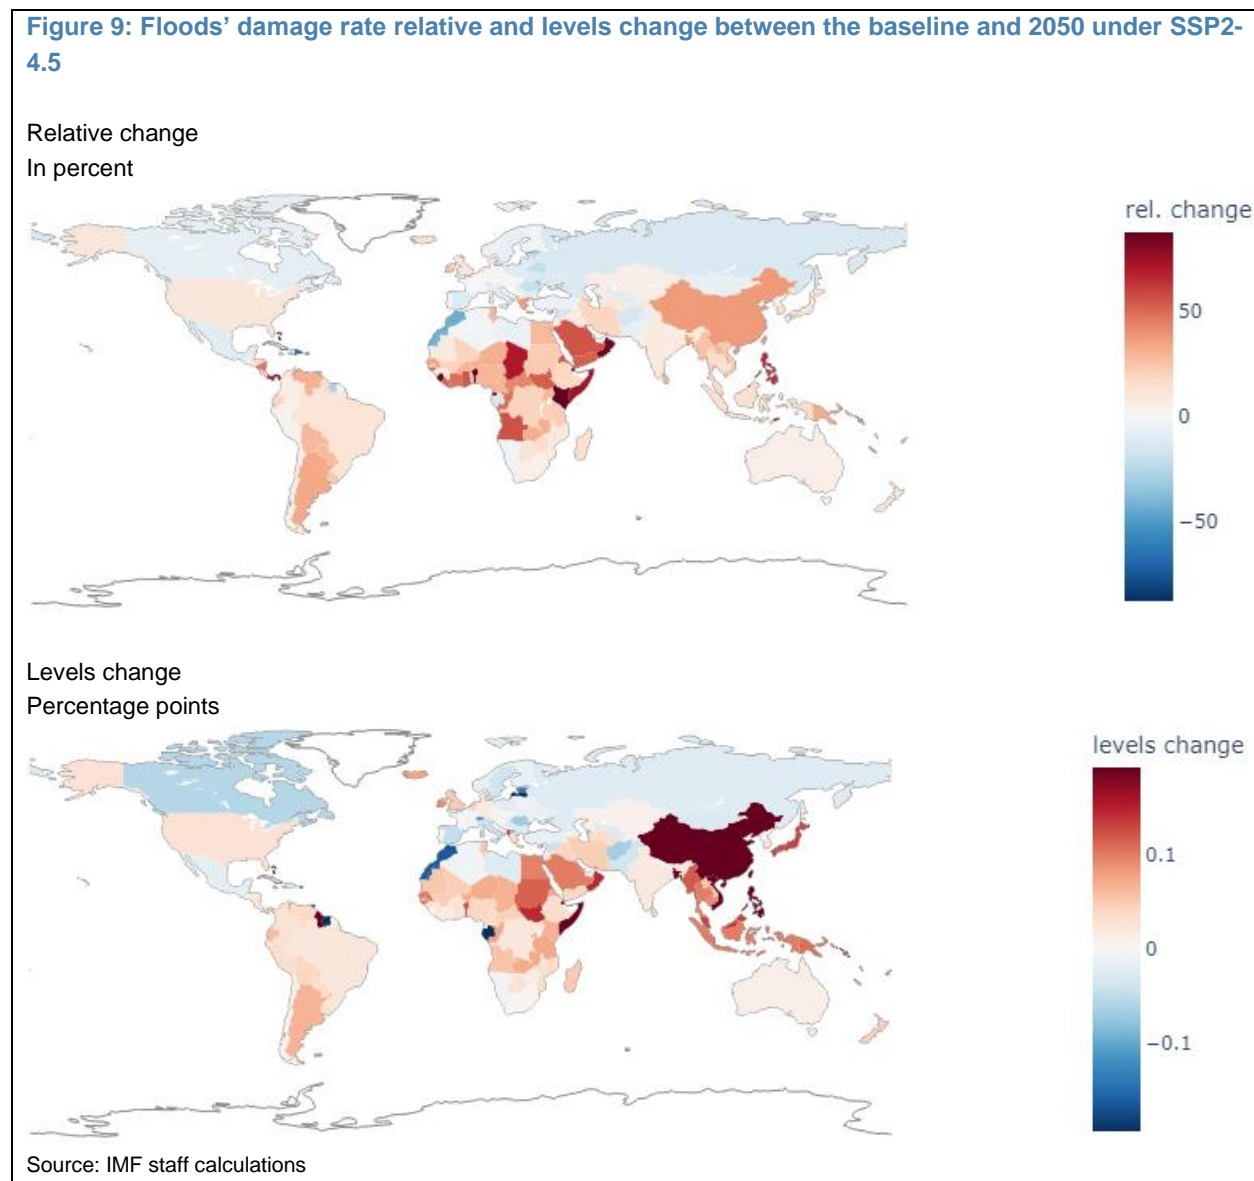 Figure 9: Floods’ damage rate relative and levels change between the baseline and 2050 under SSP2-
4.5
Relative change
In percent
rel. change
50
0
−50
Levels change
Percentage points
levels change
0.1
0
−0.1
Source: IMF staff calculations